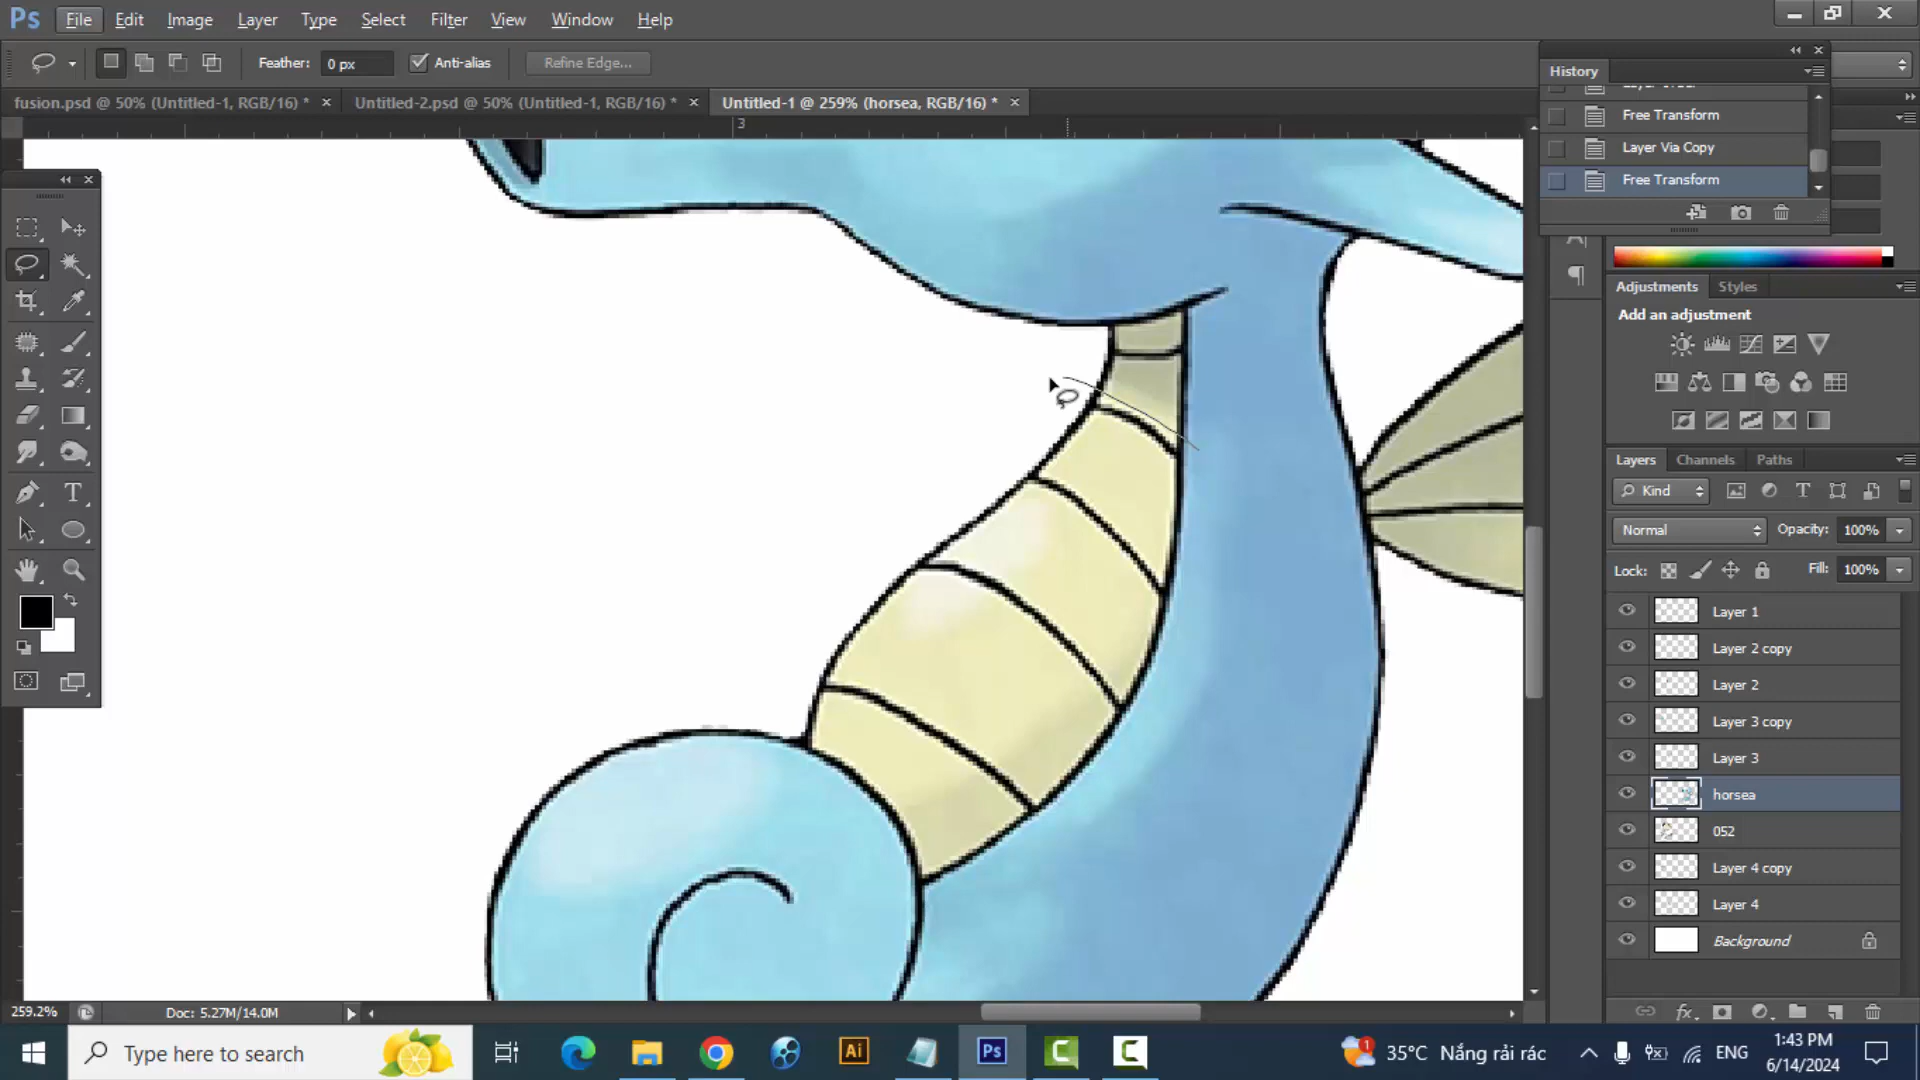 Ps File Edit Image Layer Type Select Filter View Window Help
Feather: 0 px Anti-alias Refine Edge...
fusion.psd @ 50% (Untitled-1, RGB/16) * × Untitled-2.psd @ 50% (Untitled-1, RGB/16) * × Untitled-1 @ 259% (horsea, RGB/16) * ×
3
History
Free Transform
Layer Via Copy
Free Transform
Adjustments Styles
Add an adjustment
Layers Channels Paths
Kind
Normal Opacity: 100%
Lock: Fill: 100%
Layer 1
Layer 2 copy
Layer 2
Layer 3 copy
Layer 3
horsea
052
Layer 4 copy
Layer 4
Background
259.2% Doc: 5.27M/14.0M
Type here to search
Ai
Ps
1
35°C Nắng rải rác
ENG
1:43 PM
6/14/2024